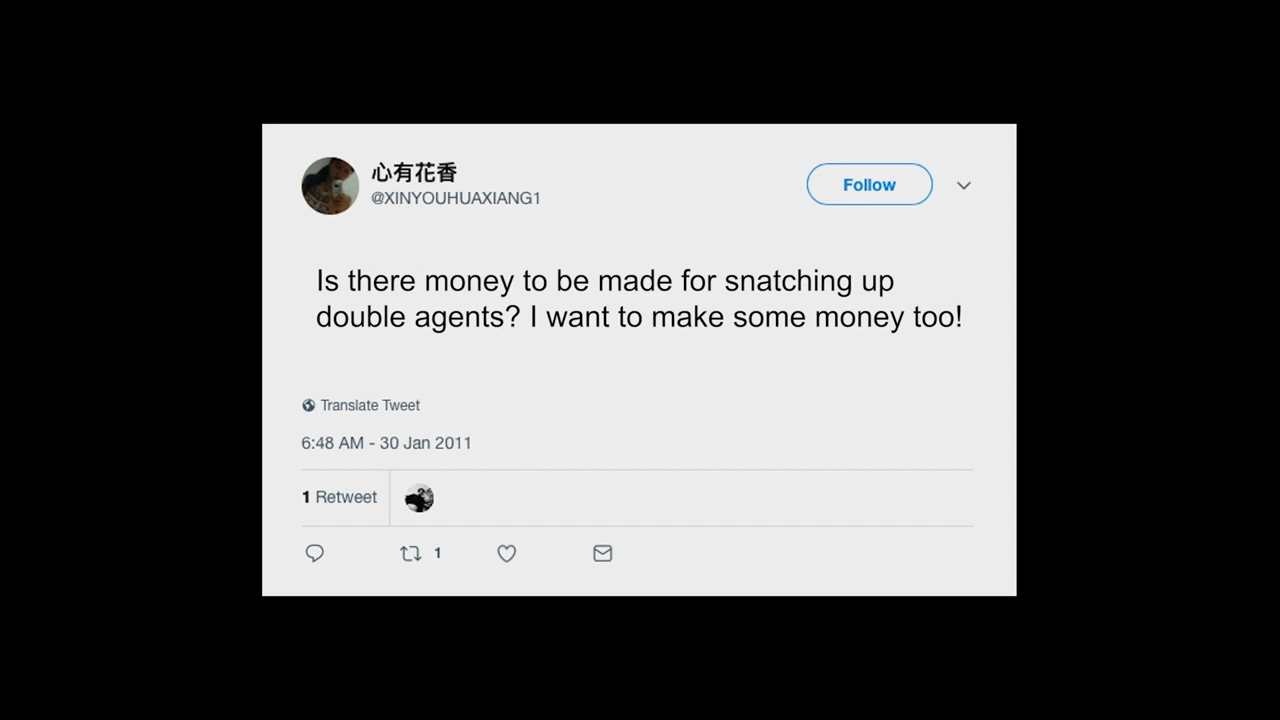 心有花香
@XINYOUHUAXIANG1
Follow
Is there money to be made for snatching up
double agents? I want to make some money too!
Translate Tweet
6:48 AM - 30 Jan 2011
1 Retweet
1